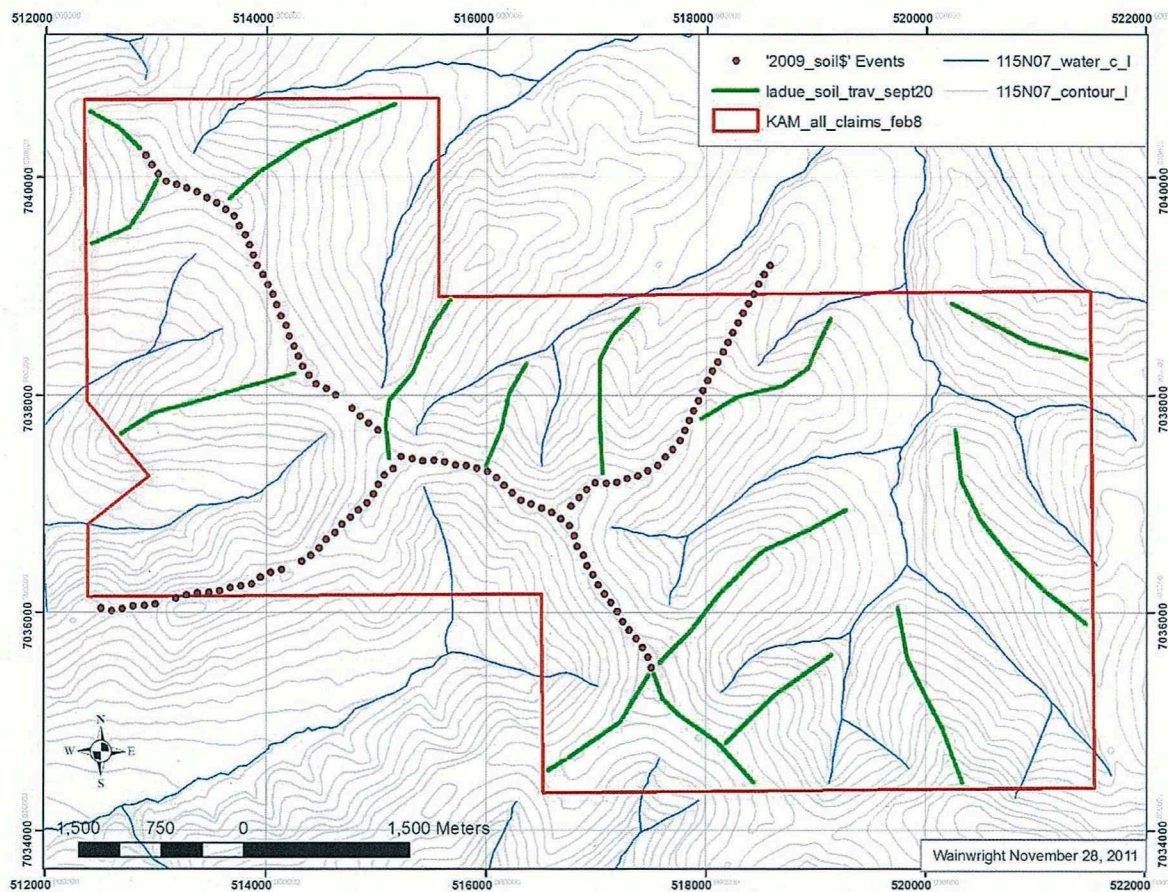 512000 514000 516000 518000 520000 522000
'2009_soil$' Events 115N07_water_c_l
ladue_soil_trav_sept20 115N07_contour_l
KAM_all_claims_feb8
7040000 7040000
7038000 7038000
7036000 7036000
N
W E
S
7034000 7034000
1,500 750 0 1,500 Meters
Wainwright November 28, 2011
512000 514000 516000 518000 520000 522000